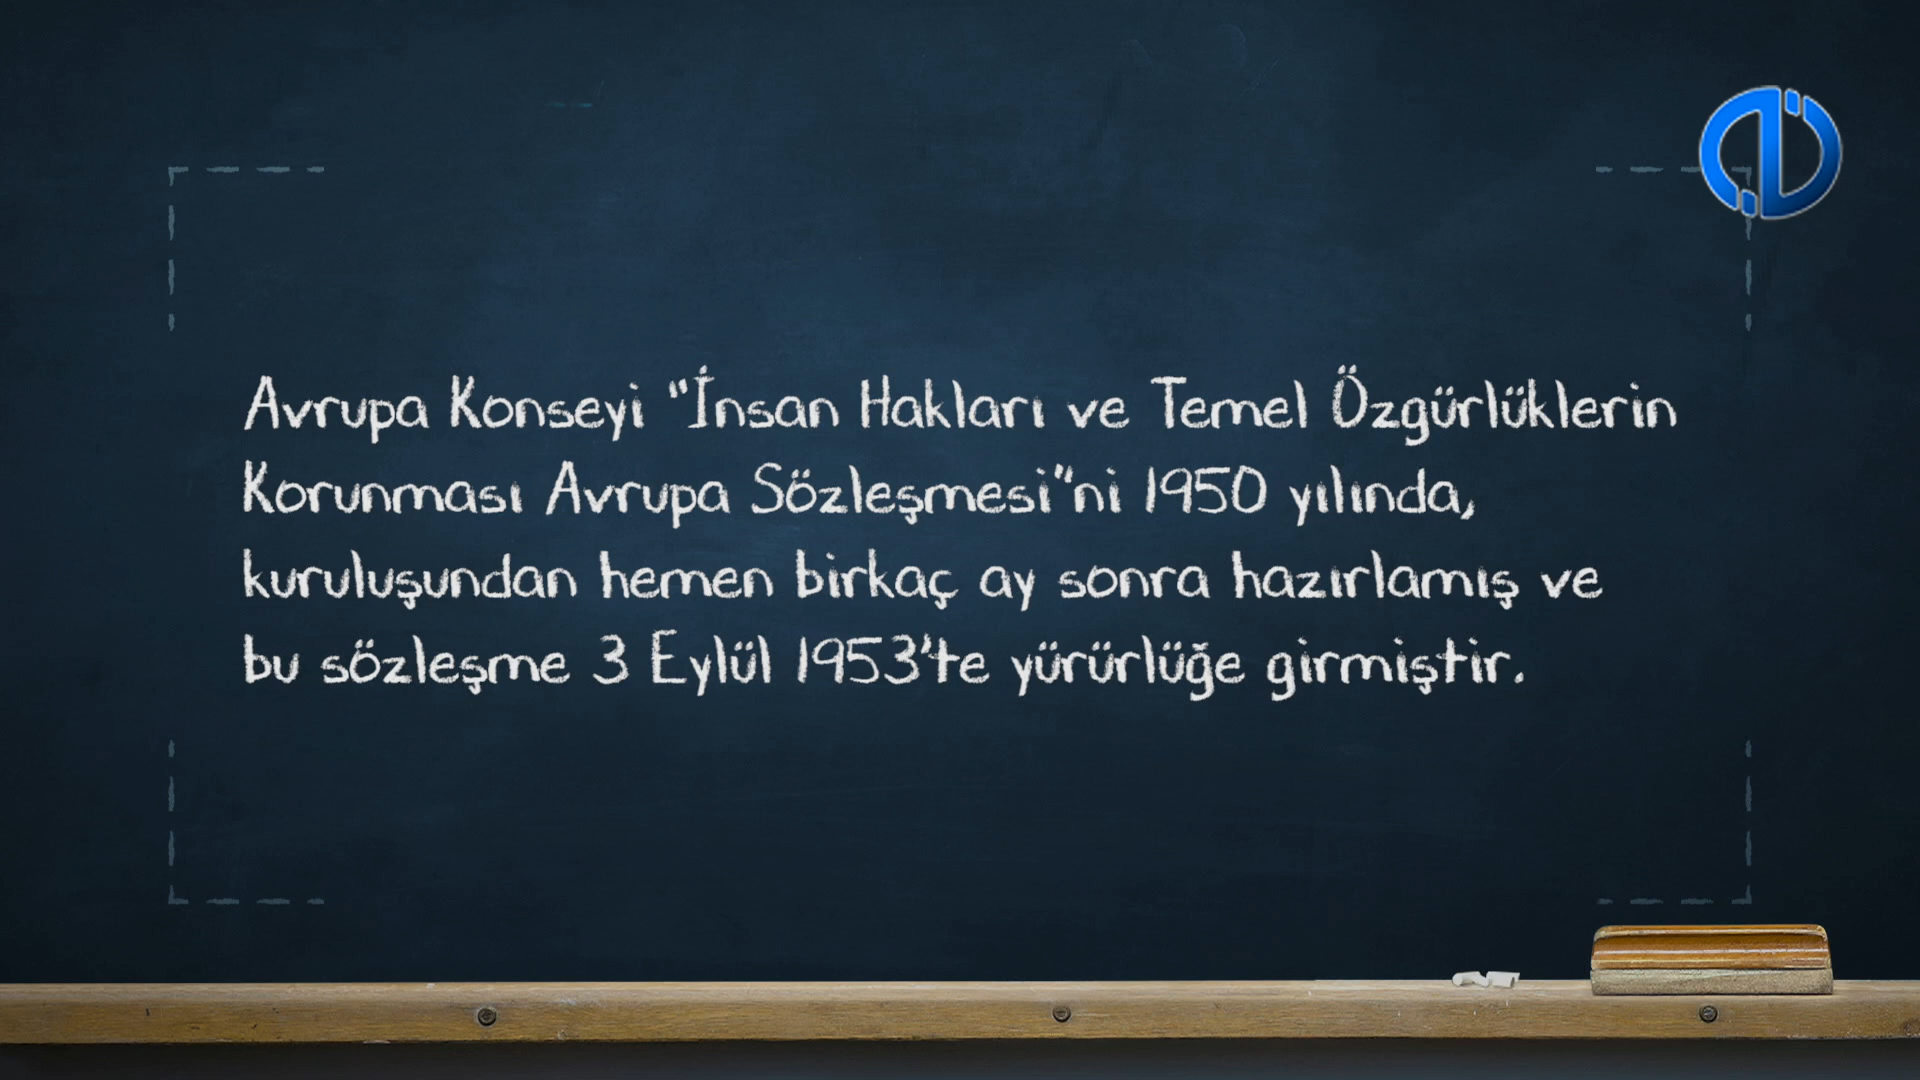 Avrupa Konseyi "İnsan Hakları ve Temel Özgürlüklerin
Korunması Avrupa Sözleşmesi"ni 1950 yılında,
kuruluşundan hemen birkaç ay sonra hazırlamış ve
bu sözleşme 3 Eylül 1953'te yürürlüğe girmiştir.